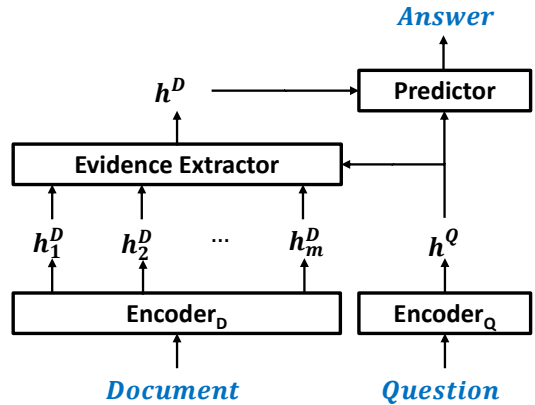 Answer
h^D
Predictor
Evidence Extractor
h_1^D h_2^D ... h_m^D h^Q
Encoder_D Encoder_Q
Document Question